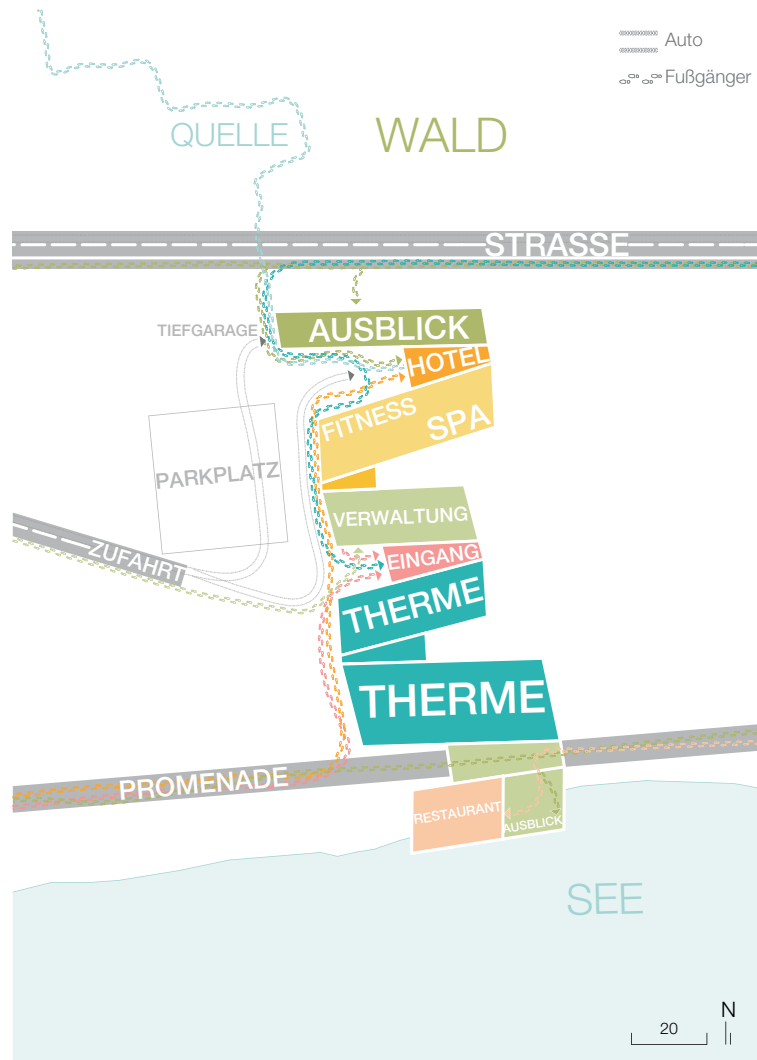 Auto
Fußgänger
QUELLE
WALD
STRASSE
TIEFGARAGE
AUSBLICK
HOTEL
FITNESS
SPA
PARKPLATZ
VERWALTUNG
ZUFAHRT
EINGANG
THERME
THERME
PROMENADE
RESTAURANT
AUSBLICK
SEE
N
20